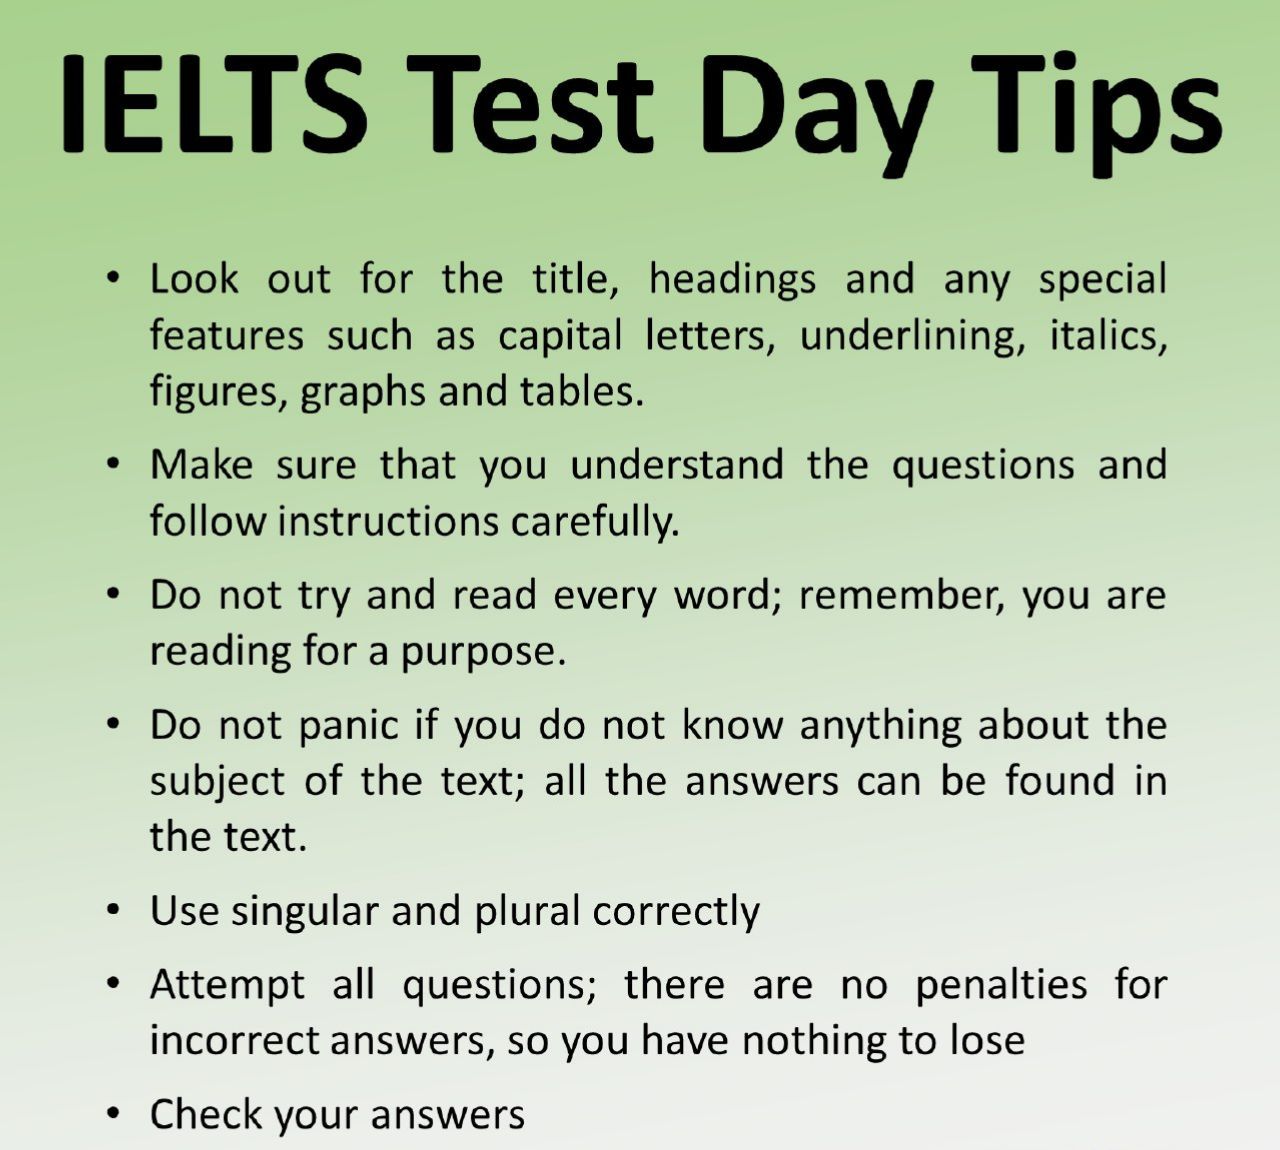 IELTS Test Day Tips
• Look out for the title, headings and any special
features such as capital letters, underlining, italics,
figures, graphs and tables.
• Make sure that you understand the questions and
follow instructions carefully.
• Do not try and read every word; remember, you are
reading for a purpose.
• Do not panic if you do not know anything about the
subject of the text; all the answers can be found in
the text.
• Use singular and plural correctly
• Attempt all questions; there are no penalties for
incorrect answers, so you have nothing to lose
• Check your answers